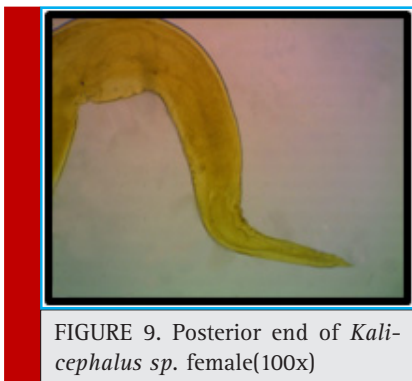 FIGURE 9. Posterior end of Kali-
cephalus sp. female(100x)